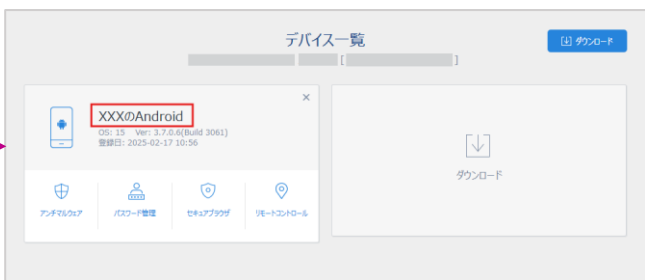 デバイス一覧
[ ]
ダウンロード
×
XXXのAndroid
OS: 15 Ver: 3.7.0.6(Build 3061)
登録日: 2025-02-17 10:56
ダウンロード
アンチマルウェア
パスワード管理
セキュアブラウザ
リモートコントロール